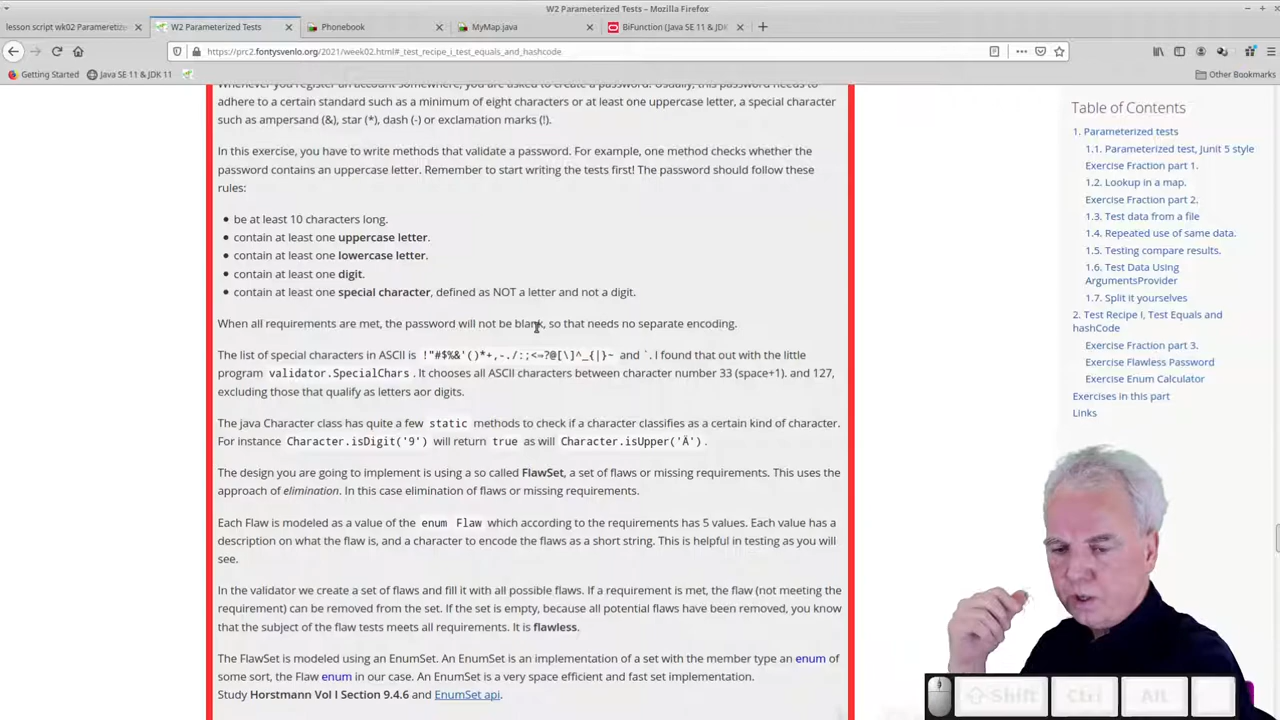 W2 Parameterized Tests - Mozilla Firefox
lesson script wk02 Parameretiz
W2 Parameterized Tests
Phonebook
MyMap.java
BiFunction (Java SE 11 & JDK
https://prc2.fontysvenlo.org/2021/week02.html#_test_recipe_i_test_equals_and_hashcode
Getting Started
Java SE 11 & JDK 11
Other Bookmarks
Whenever you register an account somewhere, you are asked to create a password. Usually, this password needs to
adhere to a certain standard such as a minimum of eight characters or at least one uppercase letter, a special character
such as ampersand (&), star (*), dash (-) or exclamation marks (!).
In this exercise, you have to write methods that validate a password. For example, one method checks whether the
password contains an uppercase letter. Remember to start writing the tests first! The password should follow these
rules:
• be at least 10 characters long.
• contain at least one uppercase letter.
• contain at least one lowercase letter.
• contain at least one digit.
• contain at least one special character, defined as NOT a letter and not a digit.
When all requirements are met, the password will not be blank, so that needs no separate encoding.
The list of special characters in ASCII is !"#$%&'()*+,-./:;<=>?@[\]^_{|}~ and `. I found that out with the little
program validator.SpecialChars. It chooses all ASCII characters between character number 33 (space+1). and 127,
excluding those that qualify as letters aor digits.
The java Character class has quite a few static methods to check if a character classifies as a certain kind of character.
For instance Character.isDigit('9') will return true as will Character.isUpper('Ä').
The design you are going to implement is using a so called FlawSet, a set of flaws or missing requirements. This uses the
approach of elimination. In this case elimination of flaws or missing requirements.
Each Flaw is modeled as a value of the enum Flaw which according to the requirements has 5 values. Each value has a
description on what the flaw is, and a character to encode the flaws as a short string. This is helpful in testing as you will
see.
In the validator we create a set of flaws and fill it with all possible flaws. If a requirement is met, the flaw (not meeting the
requirement) can be removed from the set. If the set is empty, because all potential flaws have been removed, you know
that the subject of the flaw tests meets all requirements. It is flawless.
The FlawSet is modeled using an EnumSet. An EnumSet is an implementation of a set with the member type an enum of
some sort, the Flaw enum in our case. An EnumSet is a very space efficient and fast set implementation.
Study Horstmann Vol I Section 9.4.6 and EnumSet api.
Table of Contents
1. Parameterized tests
1.1. Parameterized test, Junit 5 style
Exercise Fraction part 1.
1.2. Lookup in a map.
Exercise Fraction part 2.
1.3. Test data from a file
1.4. Repeated use of same data.
1.5. Testing compare results.
1.6. Test Data Using
ArgumentsProvider
1.7. Split it yourselves
2. Test Recipe I, Test Equals and
hashCode
Exercise Fraction part 3.
Exercise Flawless Password
Exercise Enum Calculator
Exercises in this part
Links
Shift
Ctrl
Alt